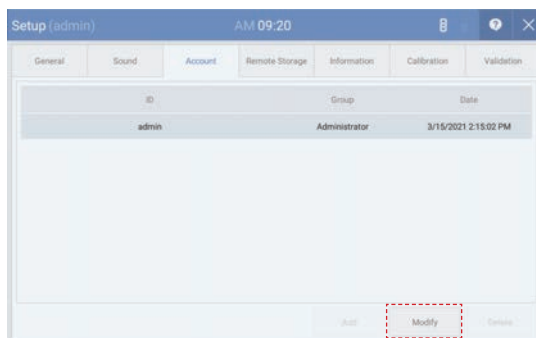 Setup (admin) AM 09:20
General Sound Account Remote Storage Information Calibration Validation
ID Group Date
admin Administrator 3/15/2021 2:15:02 PM
Add Modify Delete